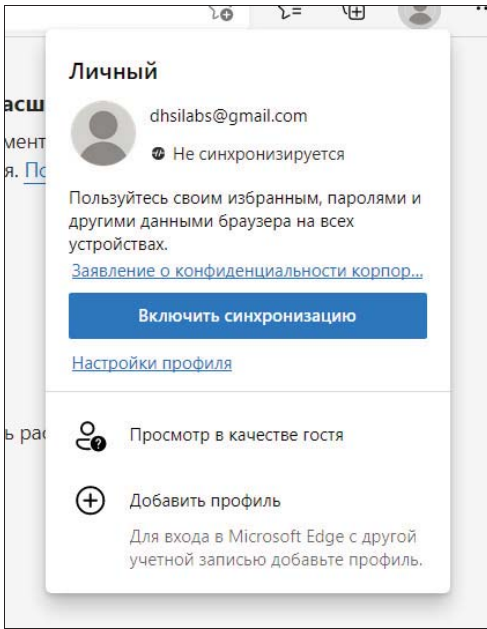 Личный
dhsilabs@gmail.com
Не синхронизируется
Пользуйтесь своим избранным, паролями и
другими данными браузера на всех
устройствах.
Заявление о конфиденциальности корпор...
Включить синхронизацию
Настройки профиля
Просмотр в качестве гостя
Добавить профиль
Для входа в Microsoft Edge с другой
учетной записью добавьте профиль.